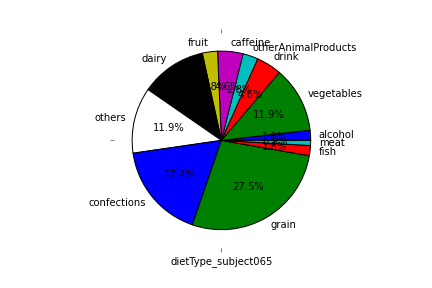 fruit
caffeine
otherAnimalProducts
drink
dairy
vegetables
11.9%
others
11.9%
alcohol
meat
fish
17.4%
confections
27.5%
grain
dietType_subject065